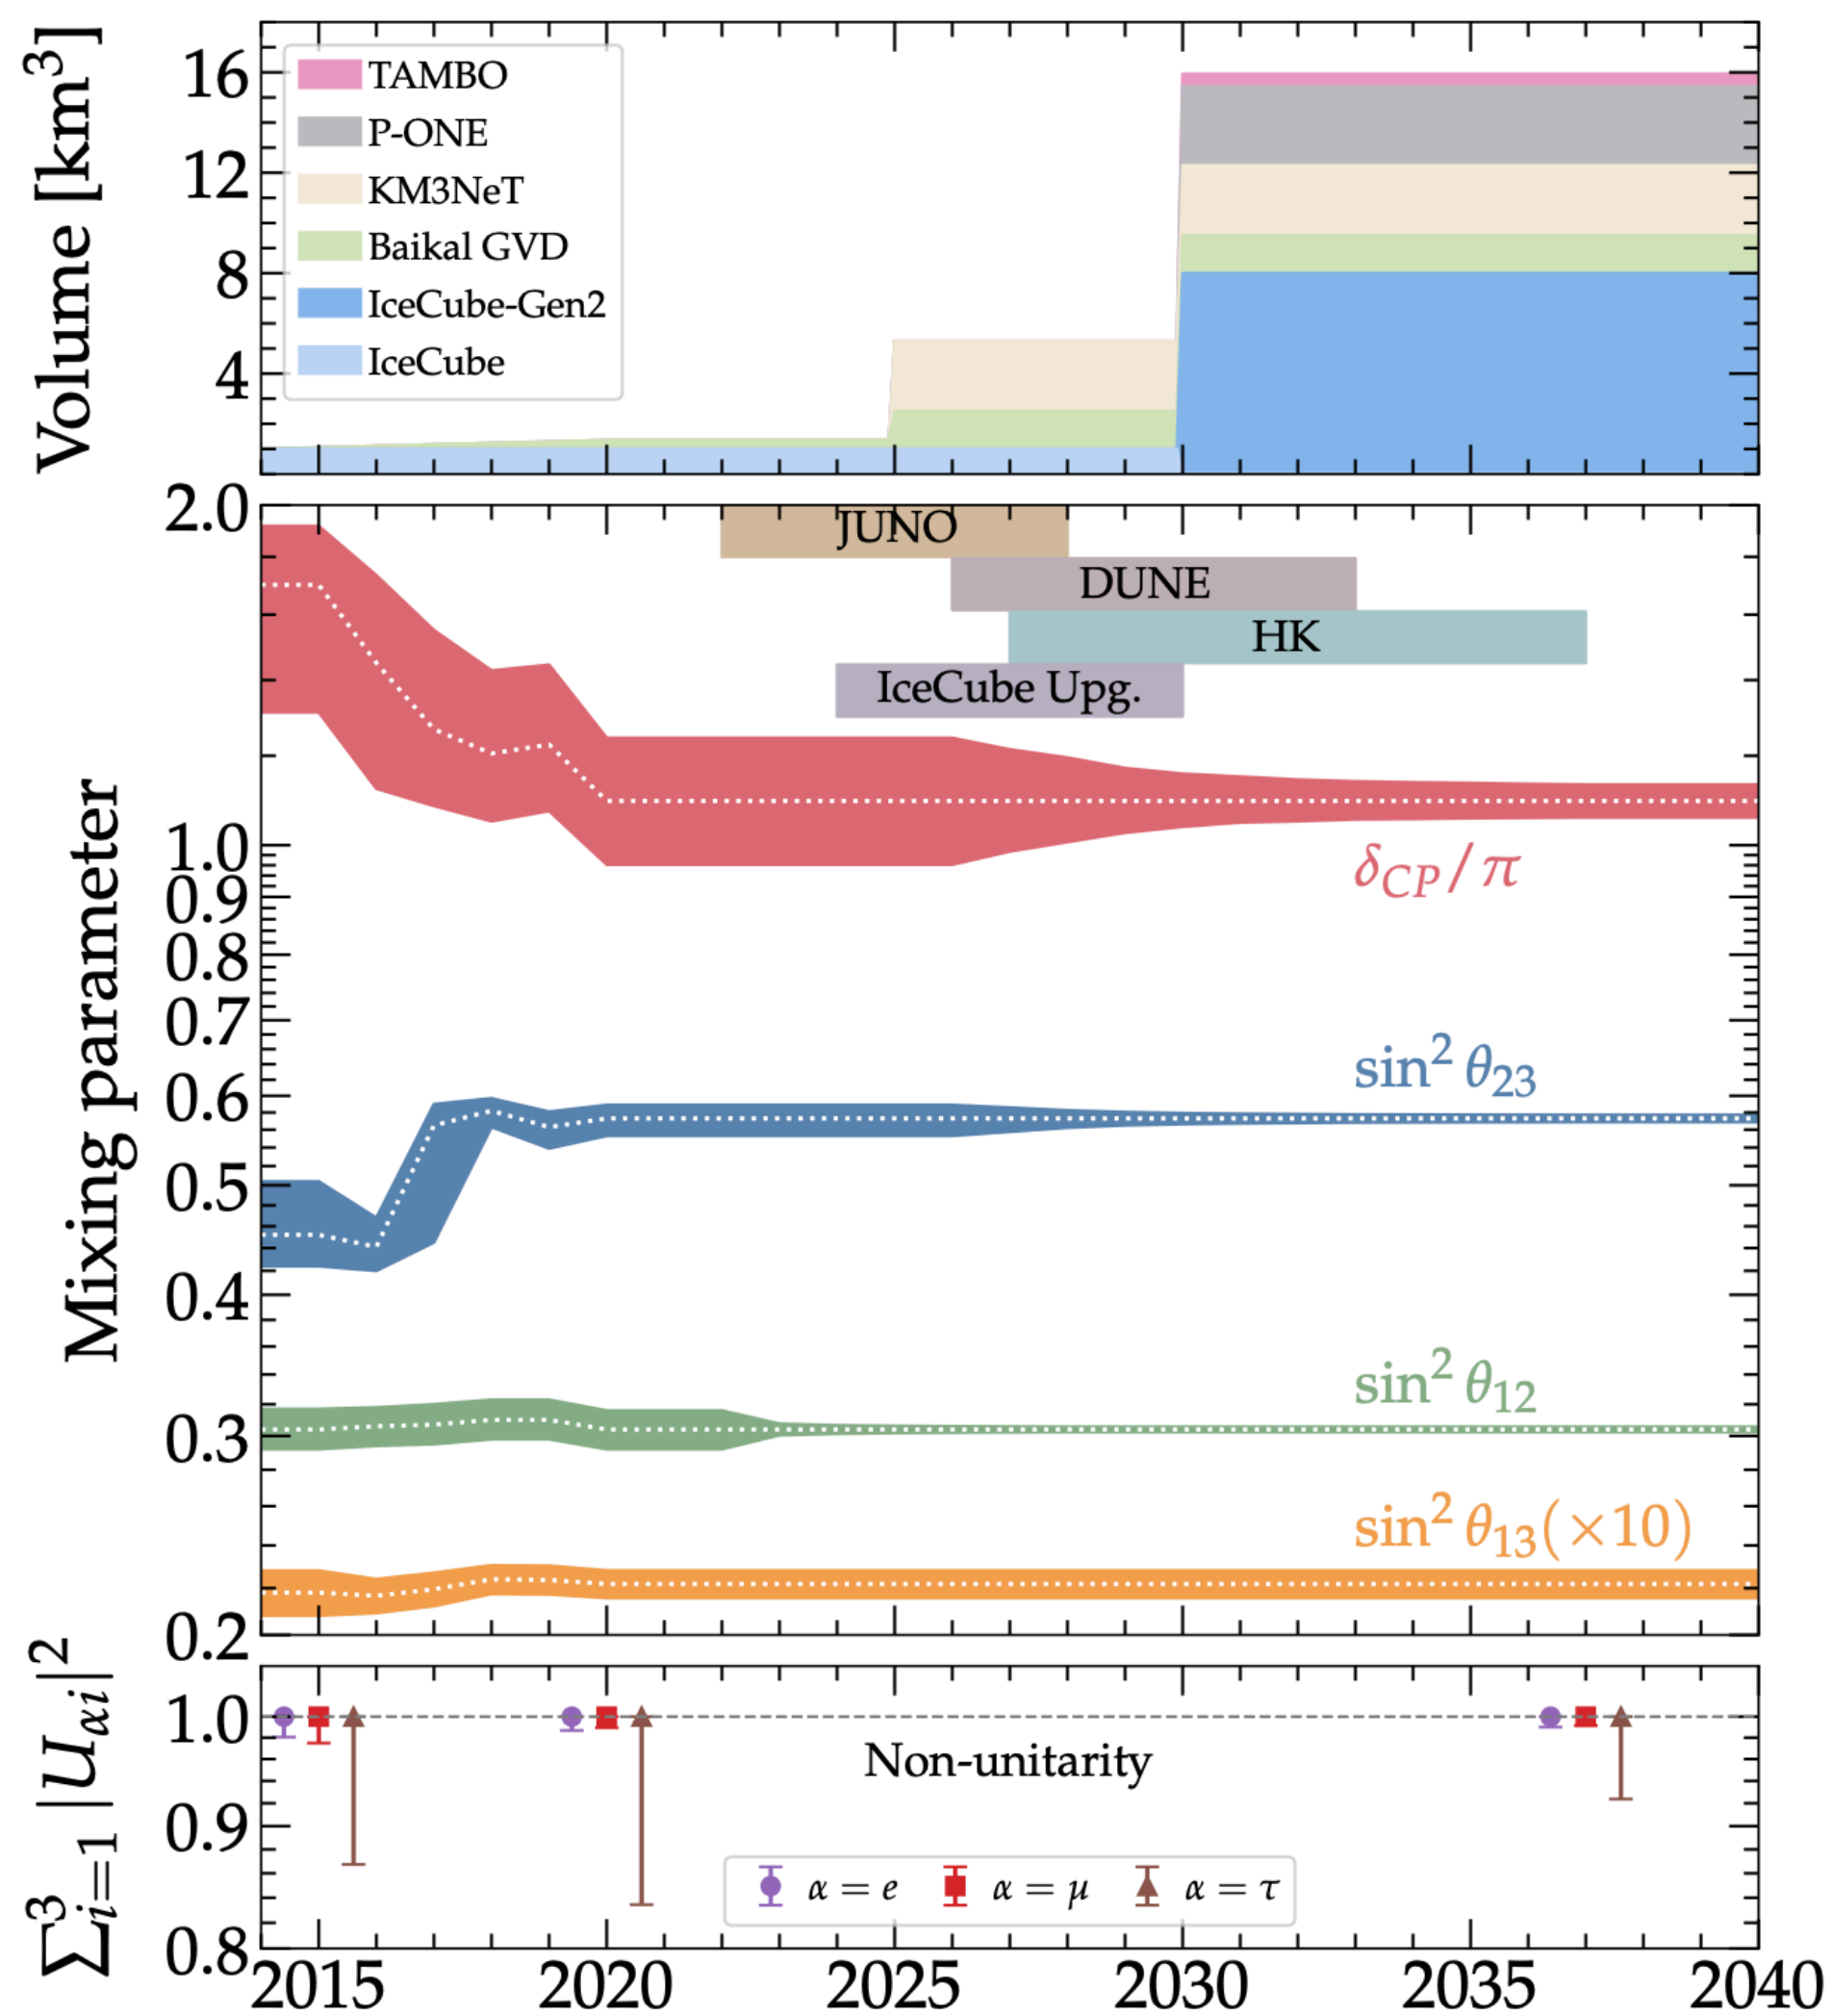 Volume [km³]
16
12
8
4
TAMBO
P-ONE
KM3NeT
Baikal GVD
IceCube-Gen2
IceCube
Mixing parameter
2.0
1.0
0.9
0.8
0.7
0.6
0.5
0.4
0.3
0.2
JUNO
DUNE
HK
IceCube Upg.
δ_CP/π
sin² θ₂₃
sin² θ₁₂
sin² θ₁₃(×10)
Σ³ᵢ₌₁ |U_αi|²
1.0
0.9
0.8
Non-unitarity
α = e
α = μ
α = τ
2015 2020 2025 2030 2035 2040